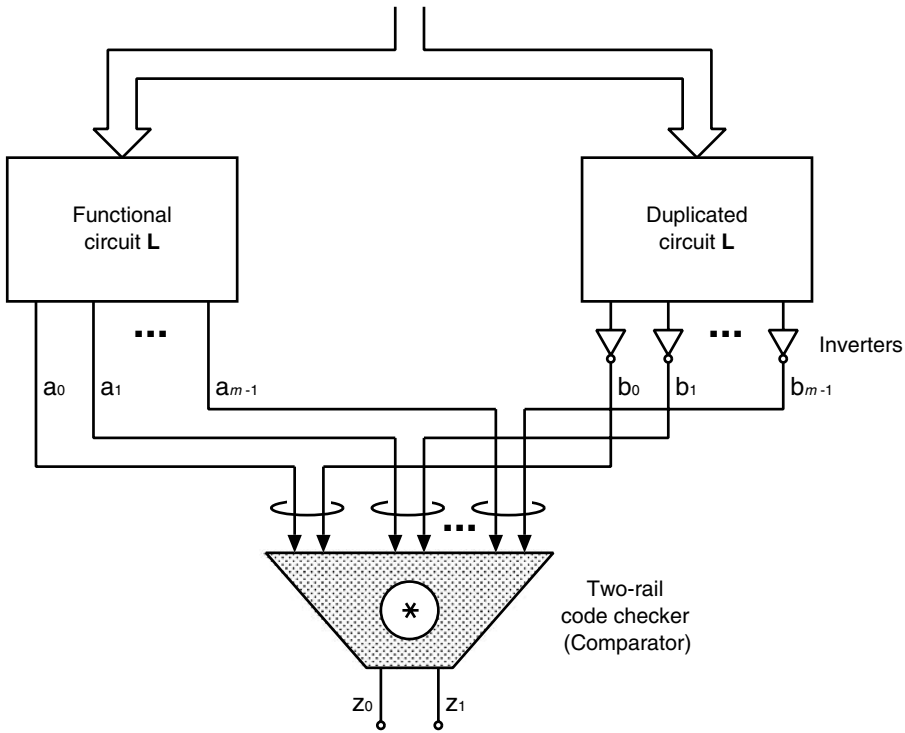 Functional
circuit L
Duplicated
circuit L
...
...
Inverters
a0
a1
am-1
b0
b1
bm-1
...
*
Two-rail
code checker
(Comparator)
z0
z1